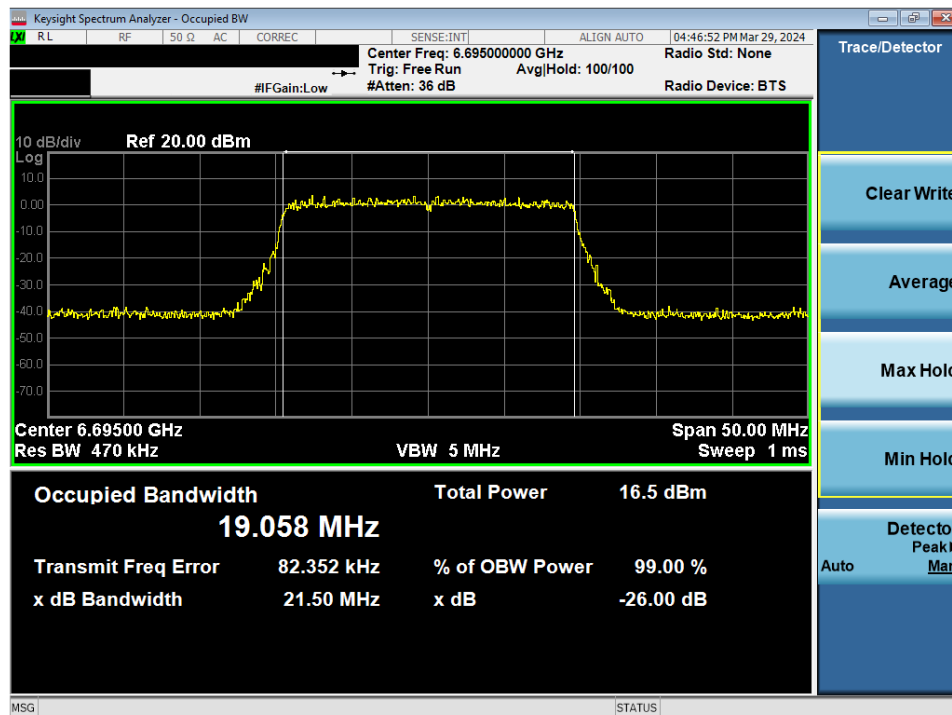 Keysight Spectrum Analyzer - Occupied BW
LXI RL RF 50 Ω AC CORREC SENSE:INT ALIGN AUTO 04:46:52 PM Mar 29, 2024
Center Freq: 6.695000000 GHz Radio Std: None
Trig: Free Run Avg|Hold: 100/100
#IFGain:Low #Atten: 36 dB Radio Device: BTS
Trace/Detector
10 dB/div Ref 20.00 dBm
Log
10.0
0.00
-10.0
-20.0
-30.0
-40.0
-50.0
-60.0
-70.0
Center 6.69500 GHz Span 50.00 MHz
Res BW 470 kHz VBW 5 MHz Sweep 1 ms
Occupied Bandwidth Total Power 16.5 dBm
19.058 MHz
Transmit Freq Error 82.352 kHz % of OBW Power 99.00 %
x dB Bandwidth 21.50 MHz x dB -26.00 dB
Clear Write
Average
Max Hold
Min Hold
Detecto
Peak
Auto Man
MSG STATUS